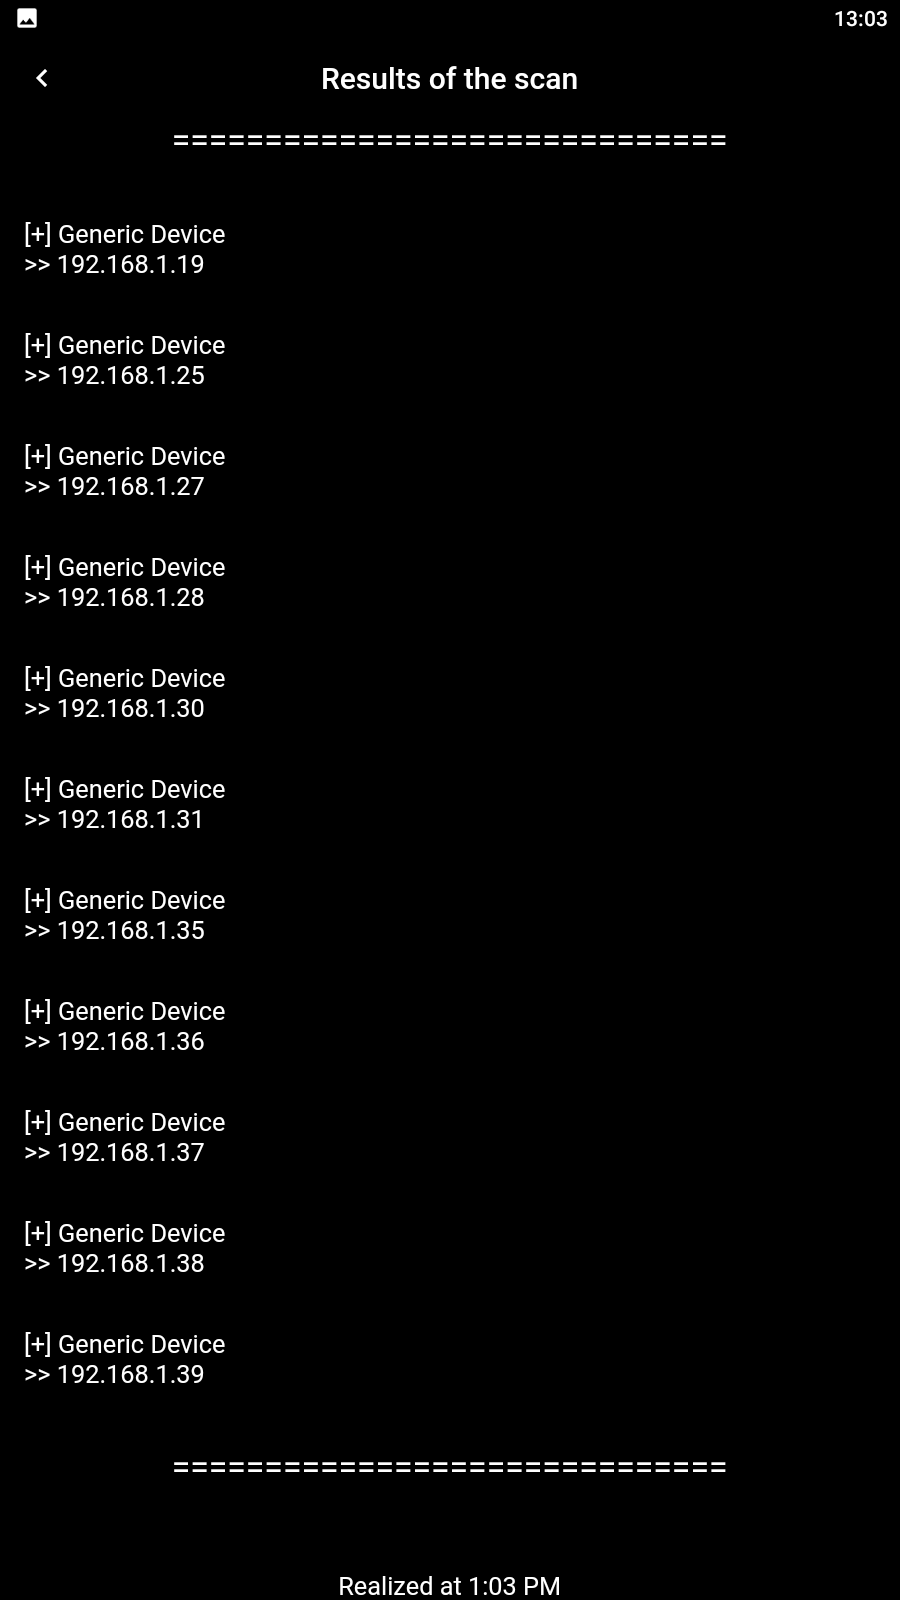 13:03
Results of the scan
==============================
[+] Generic Device
>> 192.168.1.19
[+] Generic Device
>> 192.168.1.25
[+] Generic Device
>> 192.168.1.27
[+] Generic Device
>> 192.168.1.28
[+] Generic Device
>> 192.168.1.30
[+] Generic Device
>> 192.168.1.31
[+] Generic Device
>> 192.168.1.35
[+] Generic Device
>> 192.168.1.36
[+] Generic Device
>> 192.168.1.37
[+] Generic Device
>> 192.168.1.38
[+] Generic Device
>> 192.168.1.39
==============================
Realized at 1:03 PM